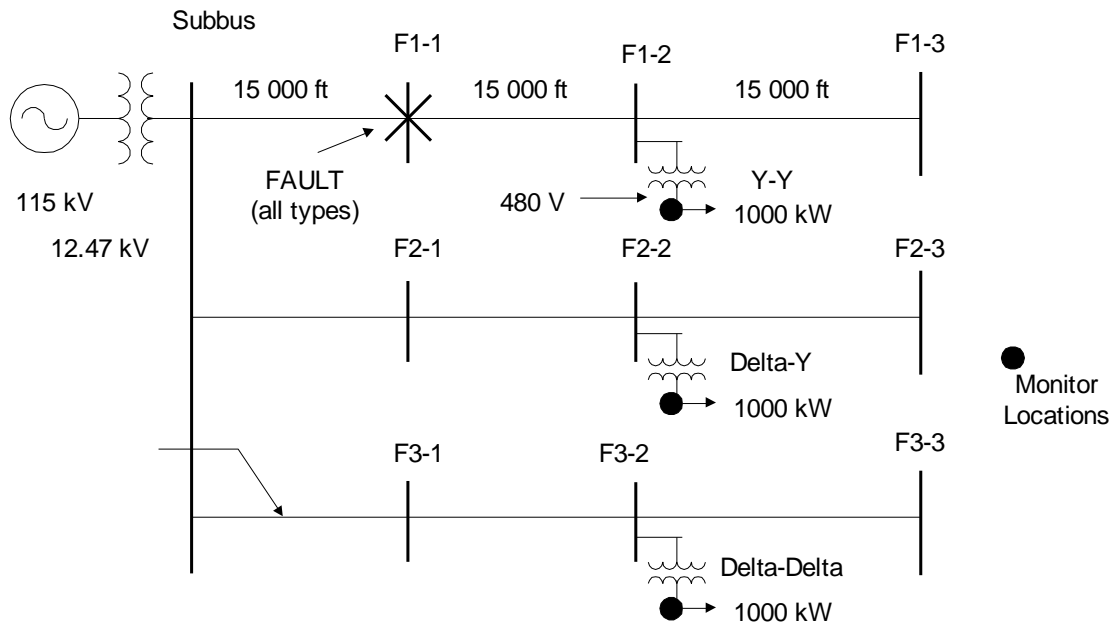 Subbus
F1-1
F1-2
F1-3
15 000 ft
15 000 ft
15 000 ft
FAULT
(all types)
480 V
Y-Y
1000 kW
115 kV
12.47 kV
F2-1
F2-2
F2-3
Delta-Y
1000 kW
Monitor
Locations
F3-1
F3-2
F3-3
Delta-Delta
1000 kW